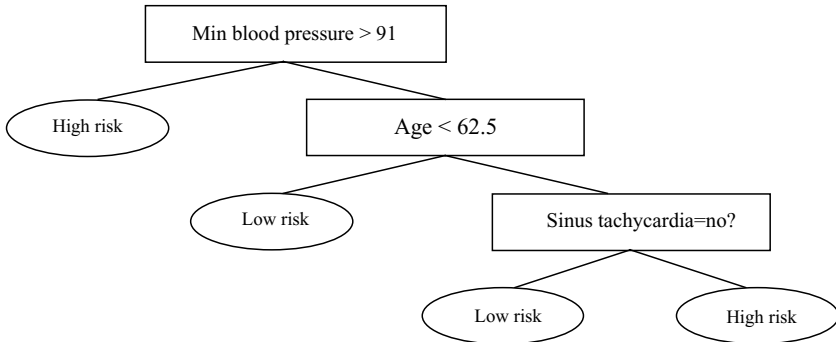 Min blood pressure > 91
High risk
Age < 62.5
Low risk
Sinus tachycardia=no?
Low risk
High risk